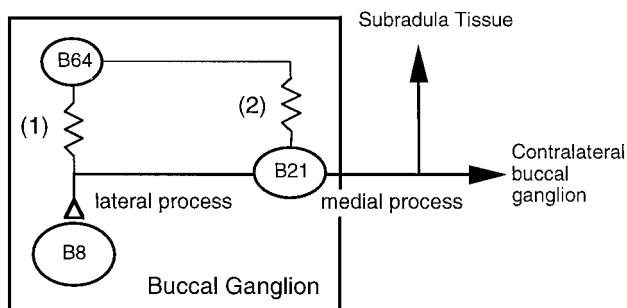 Subradula Tissue
B64
(1)
(2)
B21
Contralateral
buccal
ganglion
lateral process
medial process
B8
Buccal Ganglion